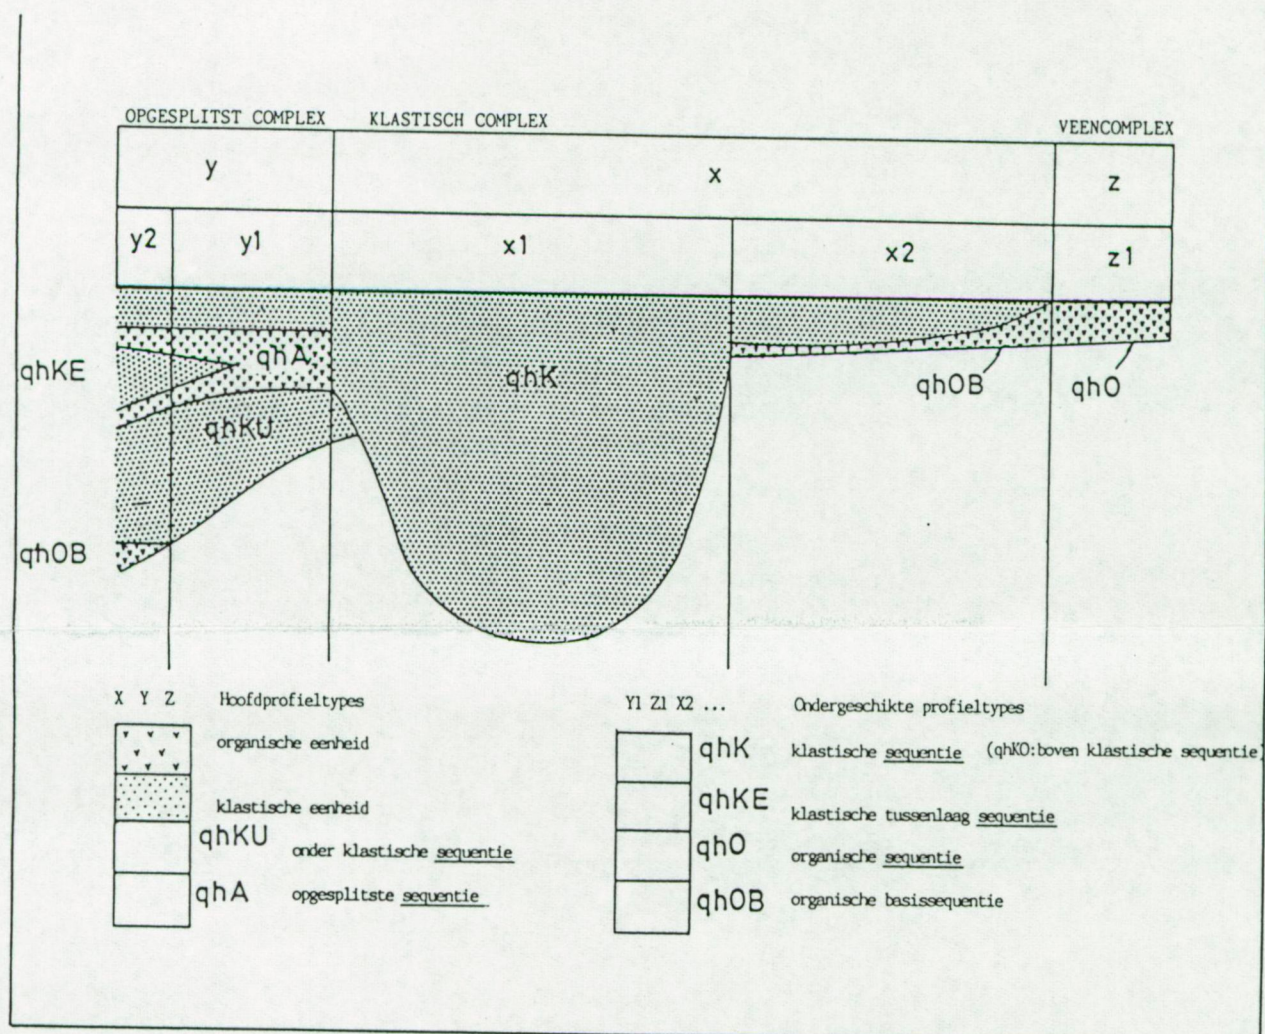 OPGESPLITST COMPLEX KLASTISCH COMPLEX VEENCOMPLEX
y x z
y2 y1 x1 x2 z1
qhKE qhA qhK qhOB qhO
qhKU
qhOB
X Y Z Hoofdprofieltypes
organische eenheid
klastische eenheid
qhKU onder klastische sequentie
qhA opgesplitste sequentie
Y1 Z1 X2 ... Ondergeschikte profieltypes
qhK klastische sequentie (qhKO:boven klastische sequentie)
qhKE klastische tussenlaag sequentie
qhO organische sequentie
qhOB organische basissequentie